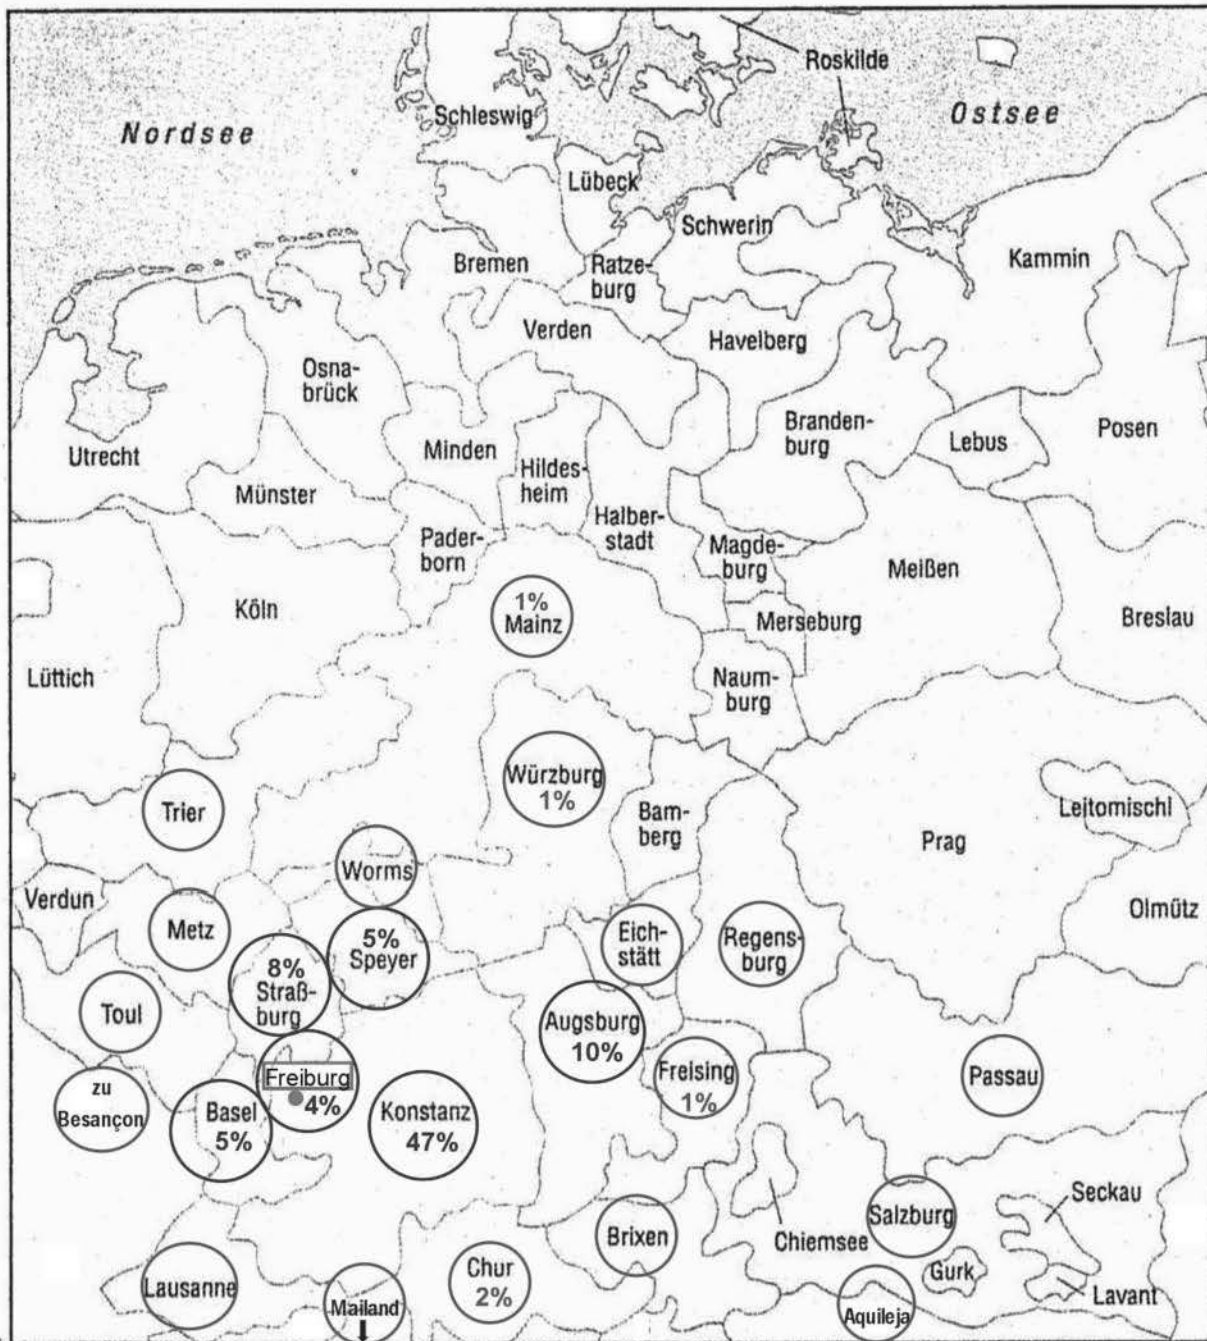 Roskilde
Nordsee
Ostsee
Schleswig
Lübeck
Schwerin
Bremen
Ratze-
burg
Kammin
Verden
Havelberg
Osna-
brück
Utrecht
Minden
Hildes-
heim
Branden-
burg
Lebus
Posen
Münster
Halber-
stadt
Pader-
born
Magde-
burg
Meißen
Köln
1%
Mainz
Merseburg
Breslau
Lüttich
Naum-
burg
Trier
Würzburg
1%
Bam-
berg
Leitomischl
Prag
Verdun
Worms
Metz
5%
Speyer
Eich-
stätt
Regens-
burg
Olmütz
8%
Straß-
burg
Toul
Augsburg
10%
Freiburg
4%
Freising
1%
Passau
zu
Besançon
Basel
5%
Konstanz
47%
Seckau
Salzburg
Brixen
Chiemsee
Lausanne
Chur
2%
Gurk
Lavant
Mailand
Aquileja